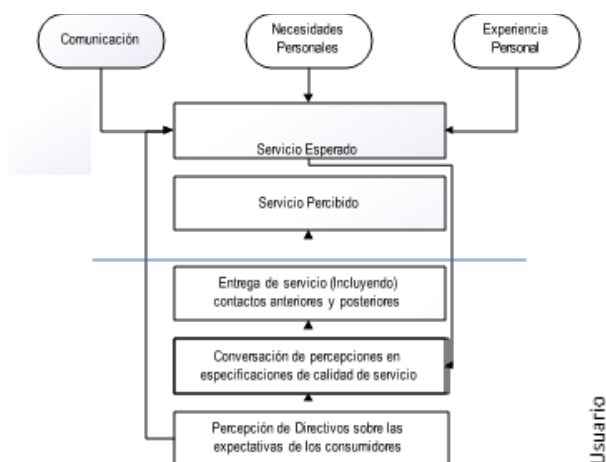 Comunicación
Necesidades
Personales
Experiencia
Personal
Servicio Esperado
Servicio Percibido
Entrega de servicio (Incluyendo)
contactos anteriores y posteriores
Conversación de percepciones en
especificaciones de calidad de servicio
Percepción de Directivos sobre las
expectativas de los consumidores
Usuario